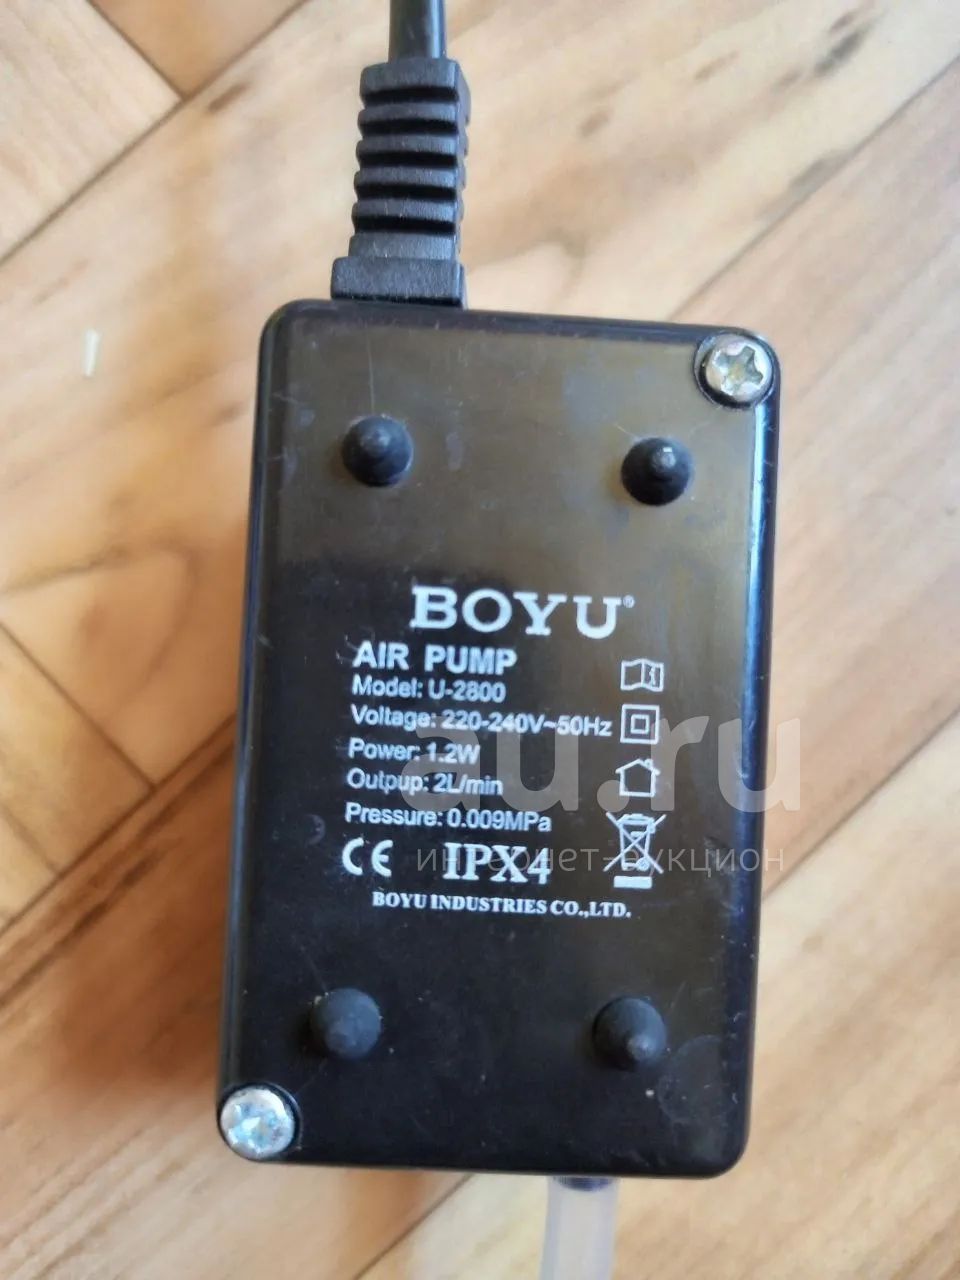 BOYU®
AIR PUMP
Model: U-2800
Voltage: 220-240V~50Hz
Power: 1.2W
Outpup: 2L/min
Pressure: 0.009MPa
CE IPX4
BOYU INDUSTRIES CO.,LTD.
au.ru
интернет-аукцион